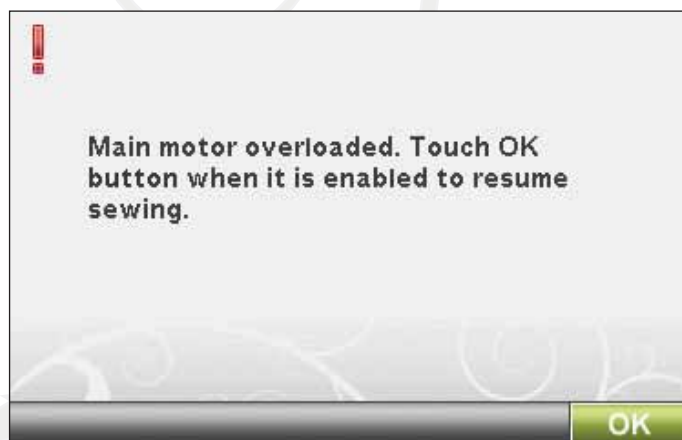 Main motor overloaded. Touch OK
button when it is enabled to resume
sewing.
OK